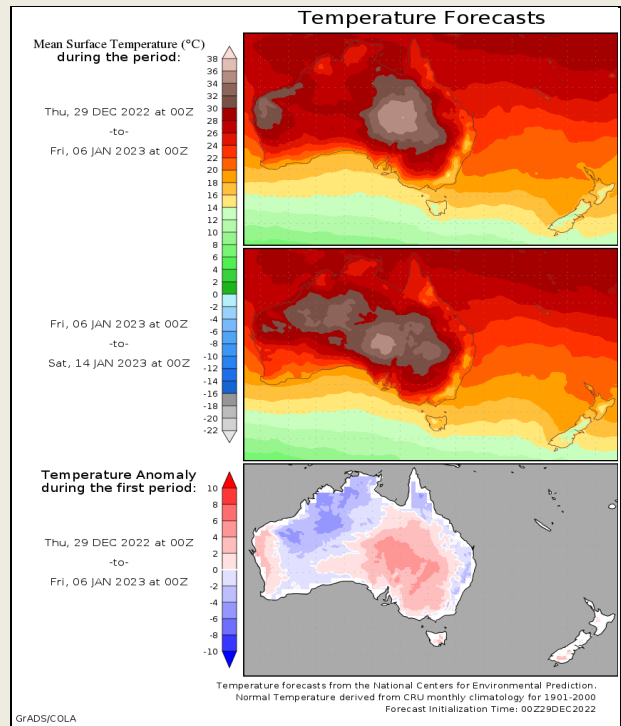 Temperature Forecasts
Mean Surface Temperature (°C)
during the period:
38
36
34
32
30
28
26
24
22
20
18
16
14
12
10
8
6
4
2
0
-2
-4
-6
-8
-10
-12
-14
-16
-18
-20
-22
Thu, 29 DEC 2022 at 00Z
-to-
Fri, 06 JAN 2023 at 00Z
Fri, 06 JAN 2023 at 00Z
-to-
Sat, 14 JAN 2023 at 00Z
Temperature Anomaly
during the first period:
10
8
6
4
2
0
-2
-4
-6
-8
-10
Thu, 29 DEC 2022 at 00Z
-to-
Fri, 06 JAN 2023 at 00Z
Temperature forecasts from the National Centers for Environmental Prediction.
Normal Temperature derived from CRU monthly climatology for 1901-2000
Forecast Initialization Time: 00Z29DEC2022
GrADS/COLA